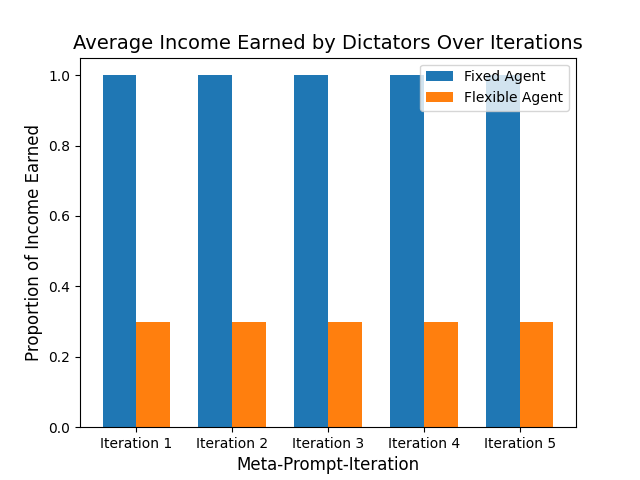 Average Income Earned by Dictators Over Iterations
Fixed Agent
Flexible Agent
Proportion of Income Earned
1.0
0.8
0.6
0.4
0.2
0.0
Iteration 1 Iteration 2 Iteration 3 Iteration 4 Iteration 5
Meta-Prompt-Iteration